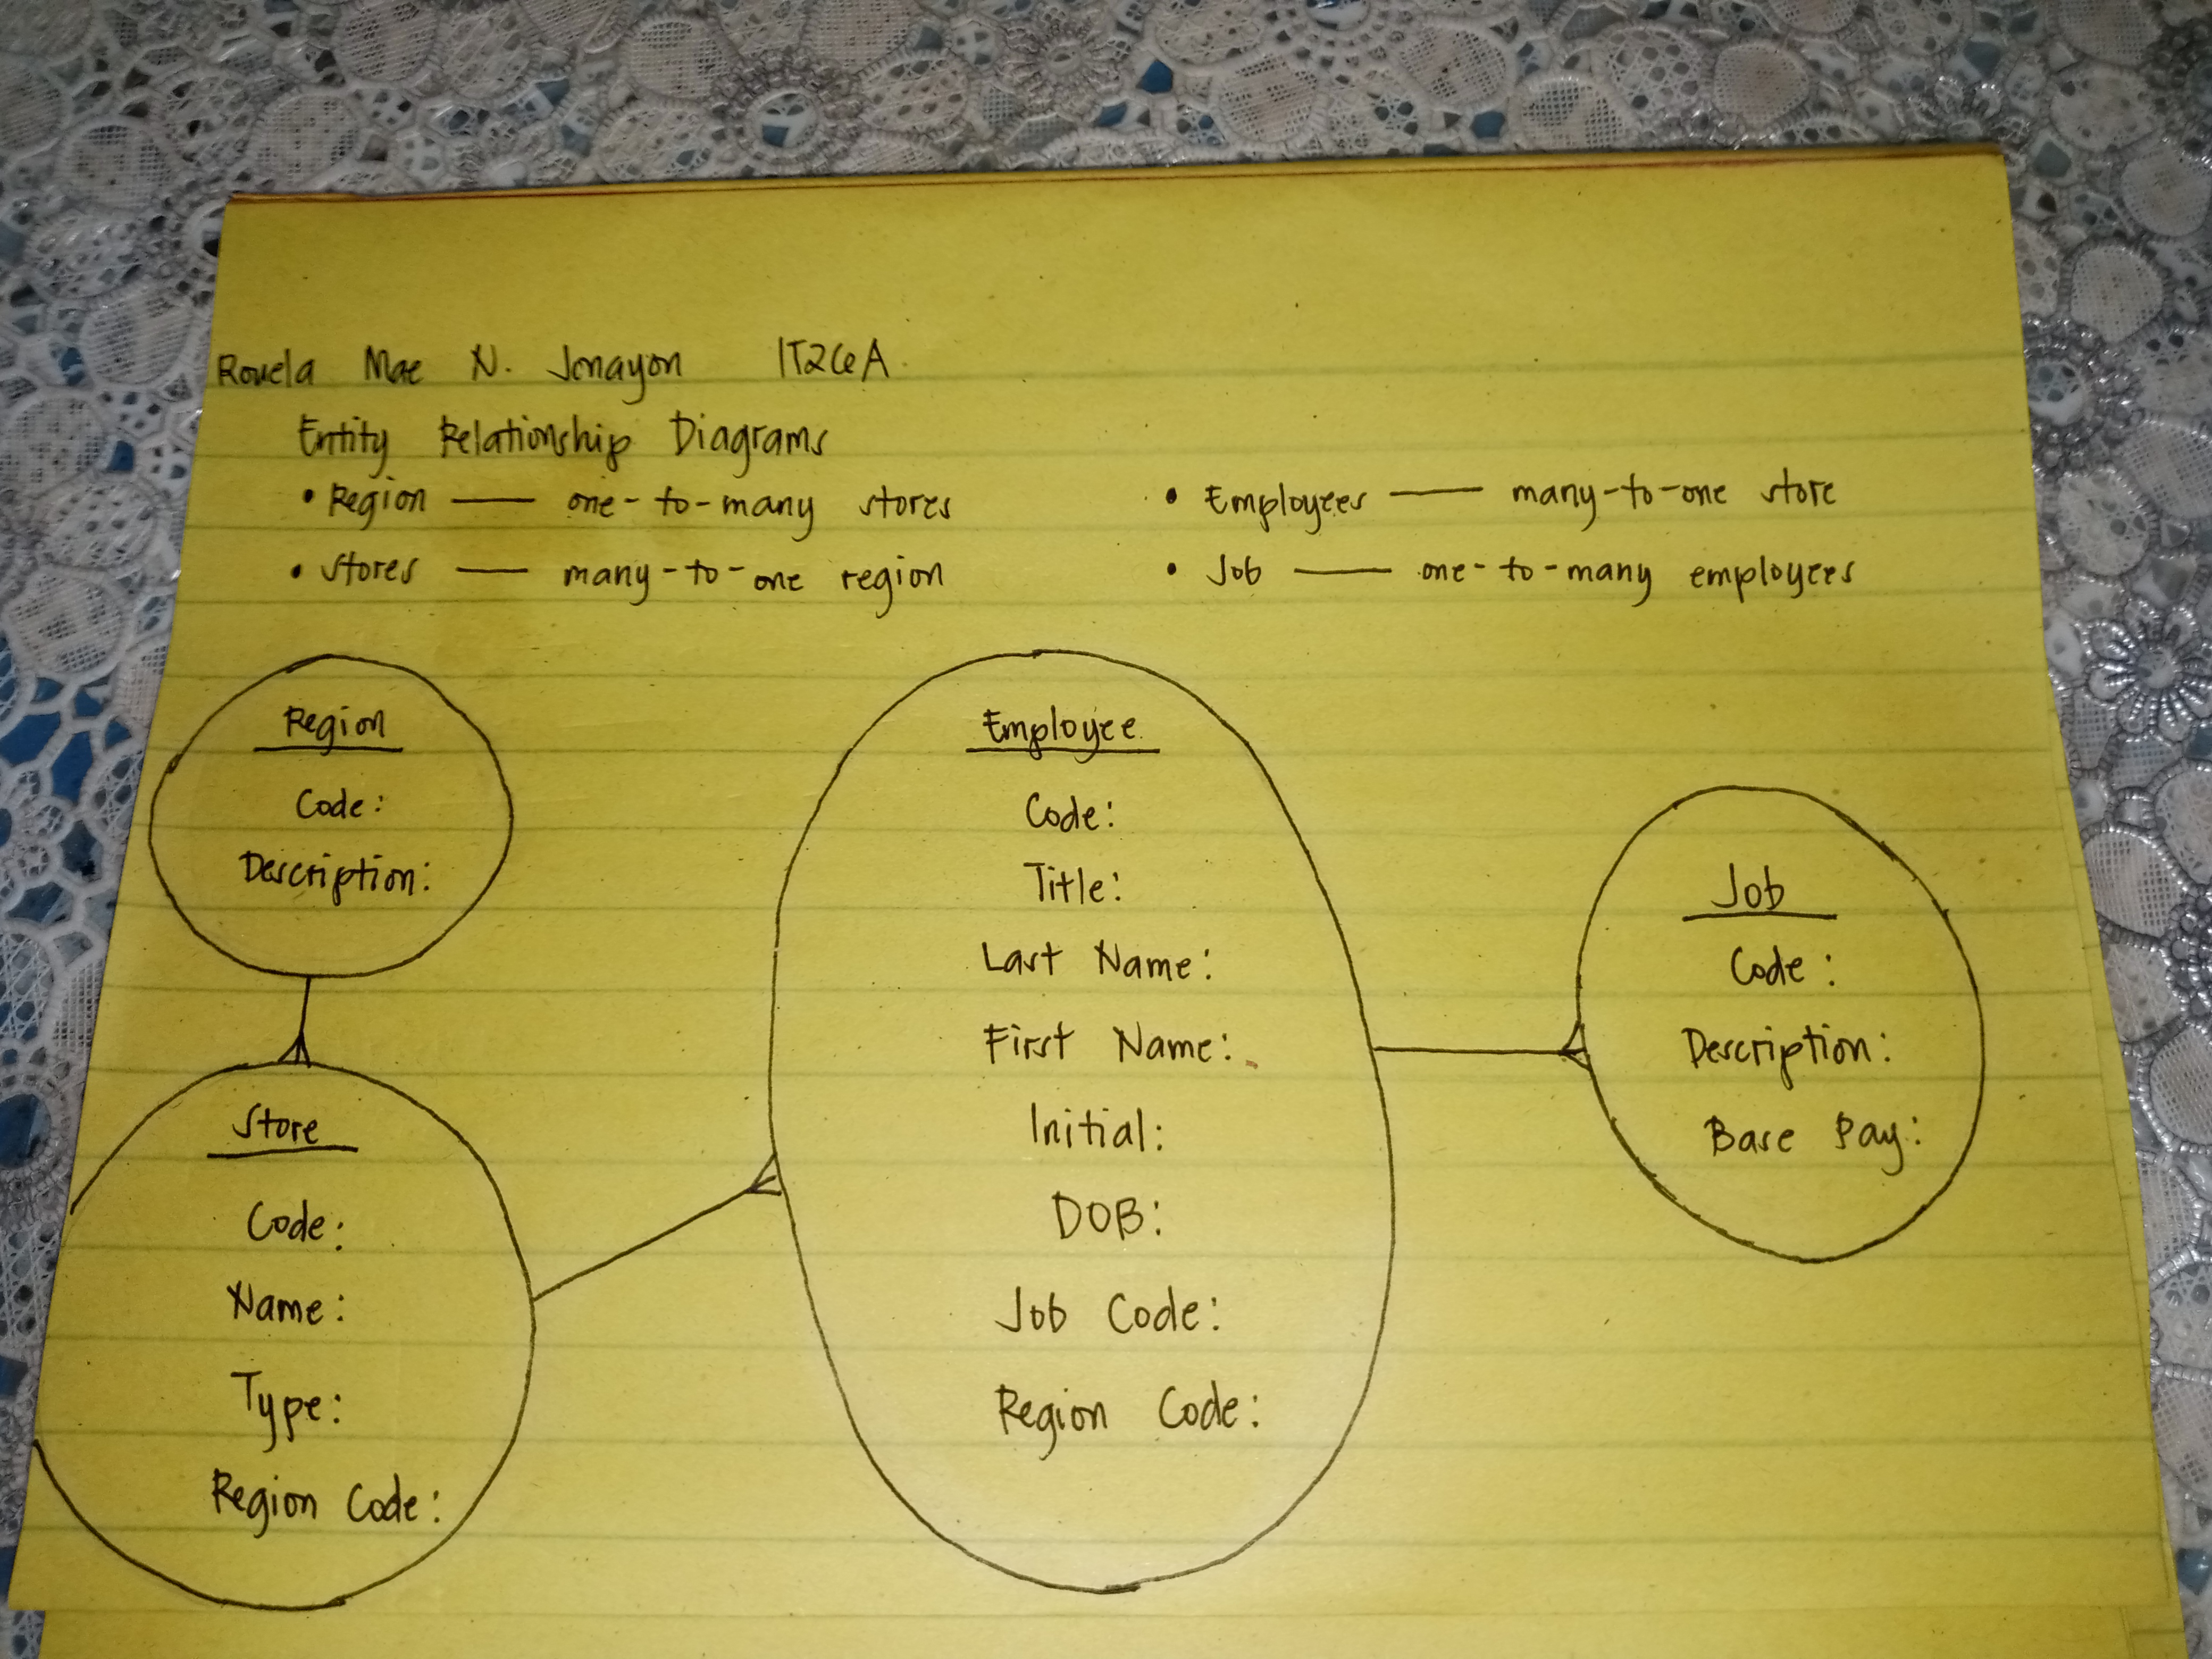 Rouela Mae N. Jonayon IT2GA
Entity Relationship Diagrams
• Region — one-to-many stores
• Stores — many-to-one region
• Employees — many-to-one store
• Job — one-to-many employees
Region
Code:
Description:
Store
Code:
Name:
Type:
Region Code:
Employee
Code:
Title:
Last Name:
First Name:
Initial:
DOB:
Job Code:
Region Code:
Job
Code:
Description:
Base Pay: